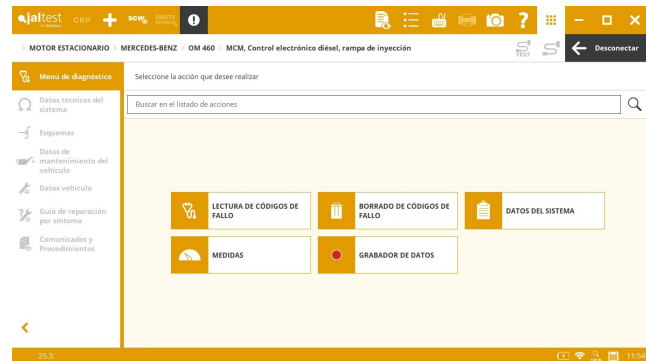 jaltest GRP SGW PARTS
MOTOR ESTACIONARIO > MERCEDES-BENZ > OM 460 > MCM, Control electrónico diésel, rampa de inyección
TEST
Desconectar
Menú de diagnóstico
Seleccione la acción que desee realizar
Datos técnicos del
sistema
Buscar en el listado de acciones
Esquemas
Datos de
mantenimiento del
vehículo
Datos vehículo
Guía de reparación
por síntoma
Comunicados y
Procedimientos
LECTURA DE CÓDIGOS DE
FALLO
BORRADO DE CÓDIGOS DE
FALLO
DATOS DEL SISTEMA
MEDIDAS
GRABADOR DE DATOS
25.3.
100 %
11:54